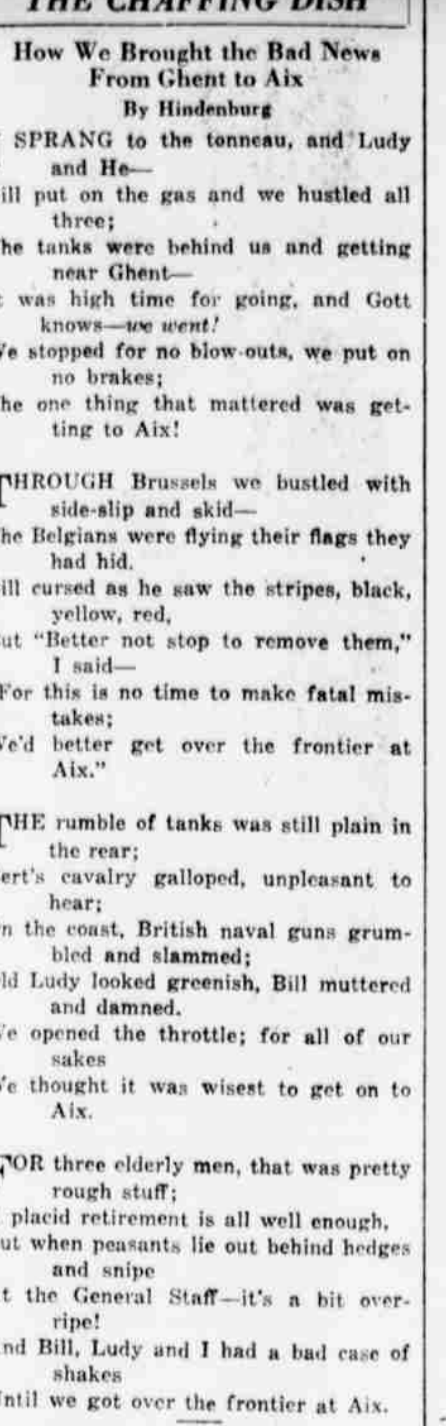 THE CHAFFING DISH
How We Brought the Bad News
From Ghent to Aix
By Hindenburg
SPRANG to the tonneau, and Ludy
and He—
ill put on the gas and we hustled all
three;
he tanks were behind us and getting
near Ghent—
t was high time for going, and Gott
knows—we went!
e stopped for no blow-outs, we put on
no brakes;
he one thing that mattered was get-
ting to Aix!
THROUGH Brussels we bustled with
side-slip and skid—
he Belgians were flying their flags they
had hid.
ill cursed as he saw the stripes, black,
yellow, red,
ut "Better not stop to remove them,"
I said—
For this is no time to make fatal mis-
takes;
e'd better get over the frontier at
Aix."
THE rumble of tanks was still plain in
the rear;
ert's cavalry galloped, unpleasant to
hear;
n the coast, British naval guns grum-
bled and slammed;
ld Ludy looked greenish, Bill muttered
and damned.
e opened the throttle; for all of our
sakes
e thought it was wisest to get on to
Aix.
FOR three elderly men, that was pretty
rough stuff;
placid retirement is all well enough,
ut when peasants lie out behind hedges
and snipe
t the General Staff—it's a bit over-
ripe!
nd Bill, Ludy and I had a bad case of
shakes
ntil we got over the frontier at Aix.